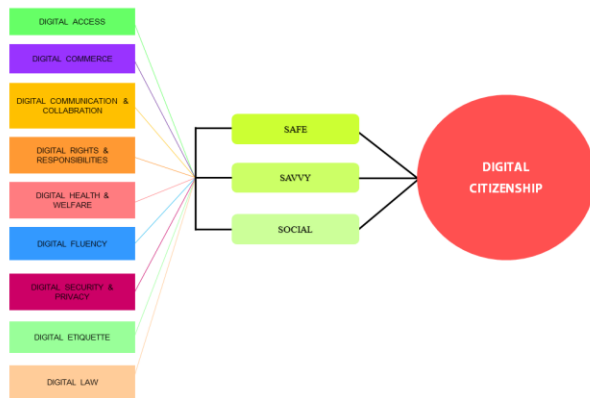 DIGITAL ACCESS
DIGITAL COMMERCE
DIGITAL COMMUNICATION &
COLLABRATION
DIGITAL RIGHTS &
RESPONSIBILITIES
DIGITAL HEALTH &
WELFARE
DIGITAL FLUENCY
DIGITAL SECURITY &
PRIVACY
DIGITAL ETIQUETTE
DIGITAL LAW
SAFE
SAVVY
SOCIAL
DIGITAL
CITIZENSHIP